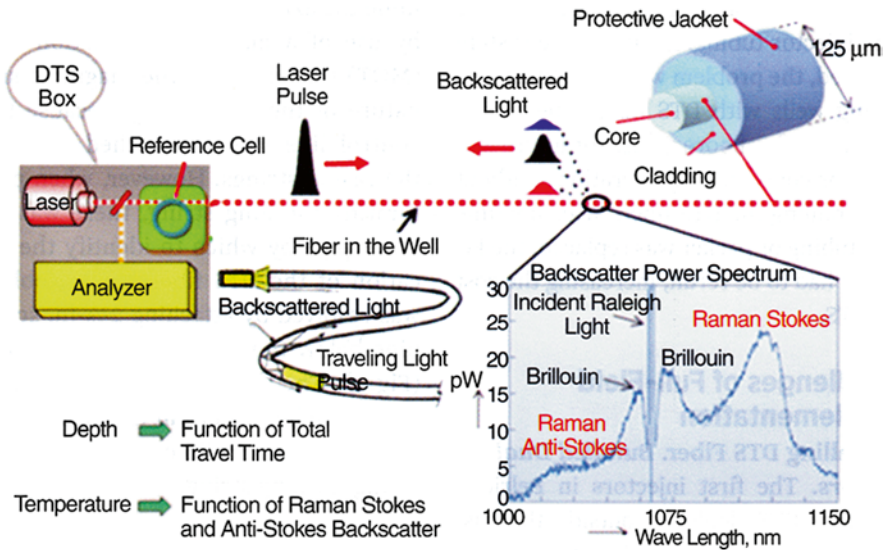 Protective Jacket
125 μm
DTS
Box
Laser
Pulse
Backscattered
Light
Reference Cell
Core
Cladding
Laser
Fiber in the Well
Analyzer
Backscattered Light
Traveling Light
Pulse
Depth
Function of Total
Travel Time
Temperature
Function of Raman Stokes
and Anti-Stokes Backscatter
Backscatter Power Spectrum
30
Incident Raleigh
Light
25
Raman Stokes
20
Brillouin
Brillouin
pW
15
10
Raman
Anti-Stokes
5
0
1000
1075
1150
Wave Length, nm